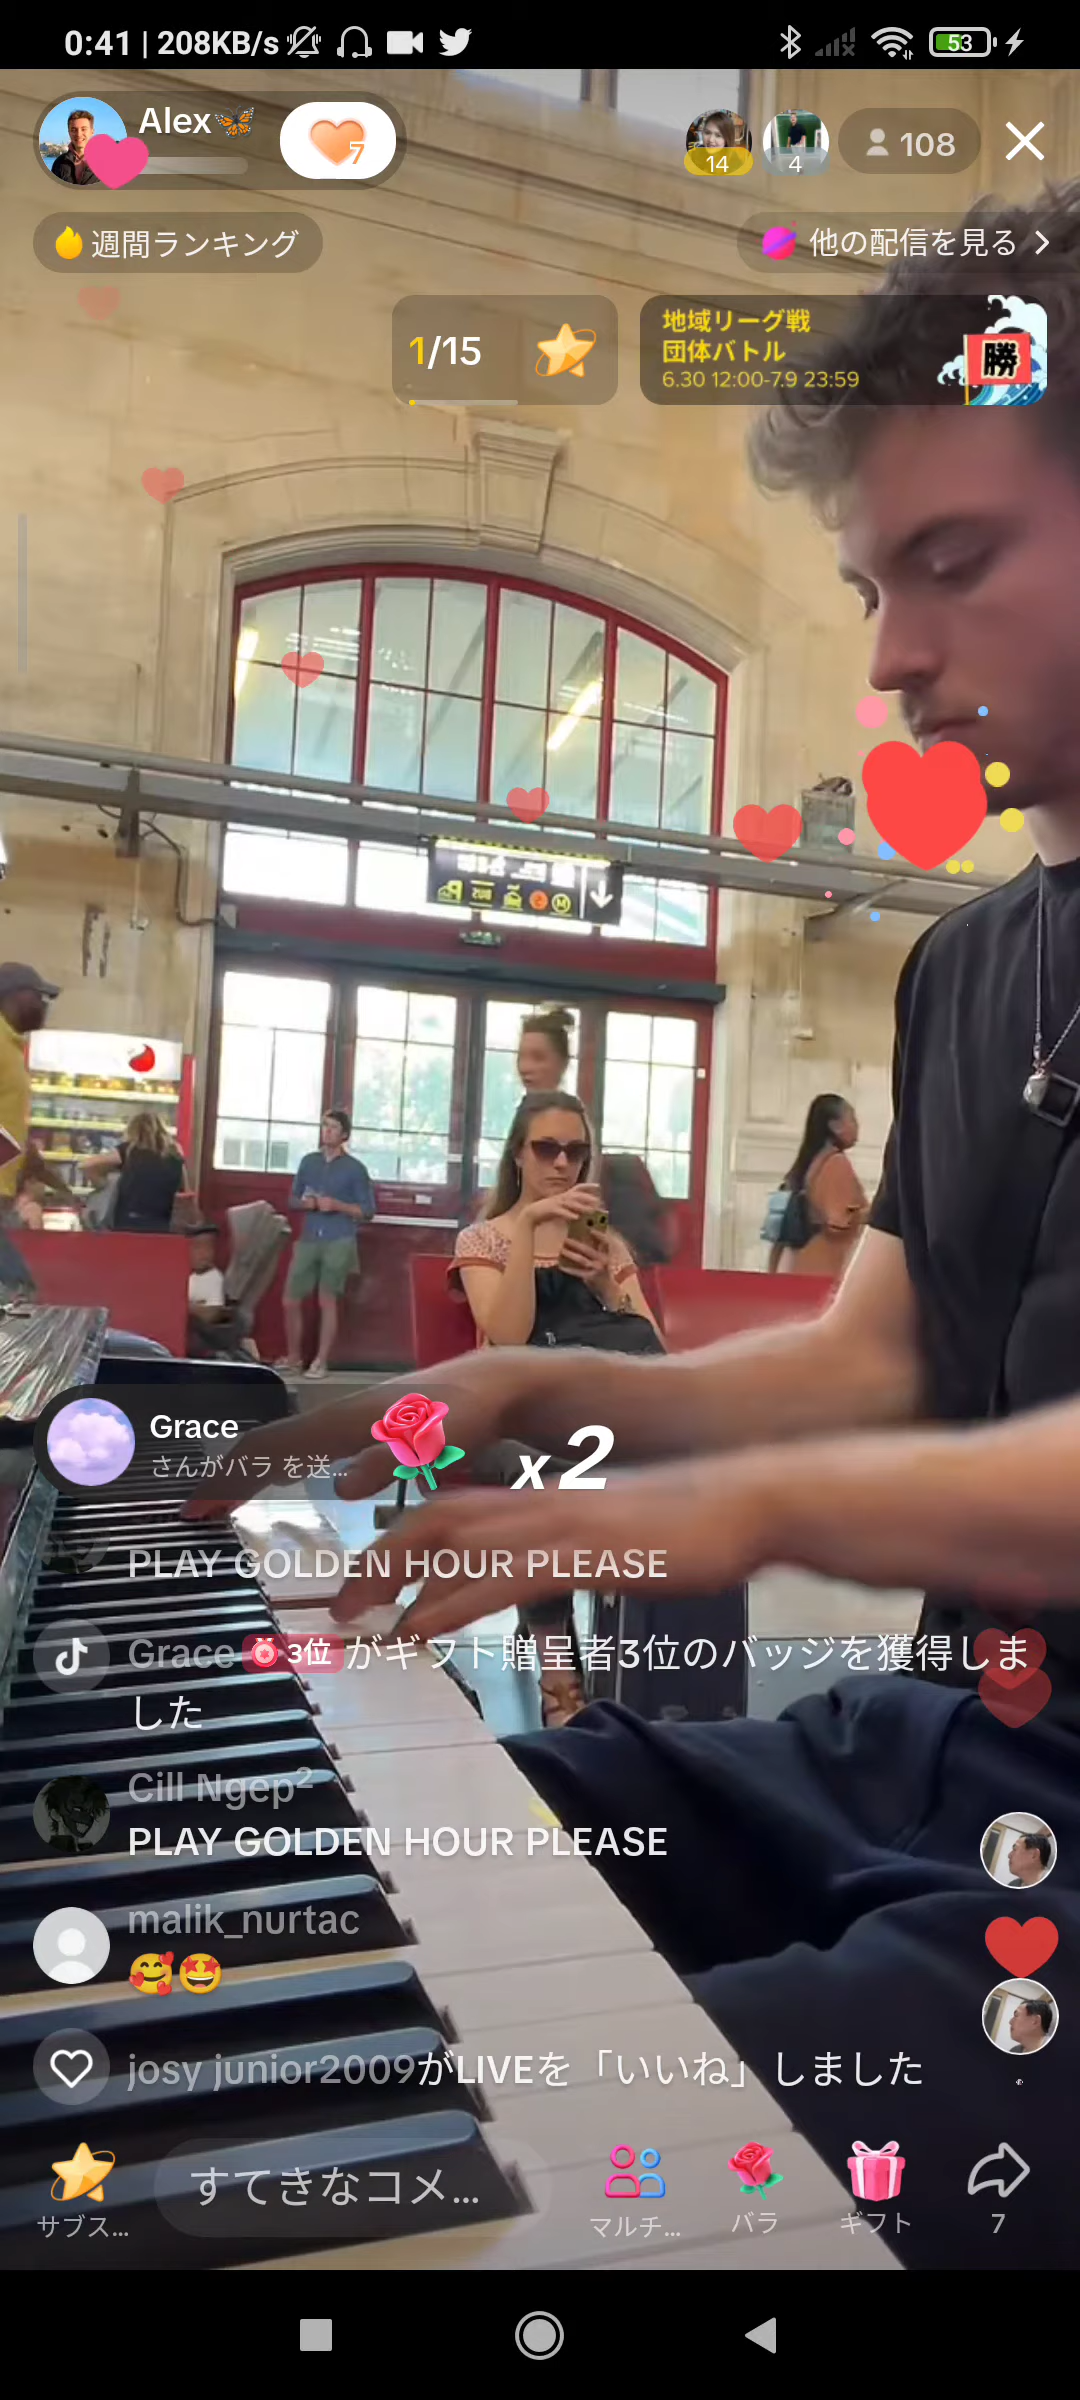 0:41 | 208KB/s
53
Alex🦋
7
14
4
108
週間ランキング
他の配信を見る
1/15
地域リーグ戦
団体バトル
6.30 12:00-7.9 23:59
勝
Grace
さんがバラ を送...
x2
PLAY GOLDEN HOUR PLEASE
Grace 3位 がギフト贈呈者3位のバッジを獲得しま
した
Cill Ngep²
PLAY GOLDEN HOUR PLEASE
malik_nurtac
🥰🤩
josy junior2009がLIVEを「いいね」しました
すてきなコメ...
サブス...
マルチ...
バラ
ギフト
7